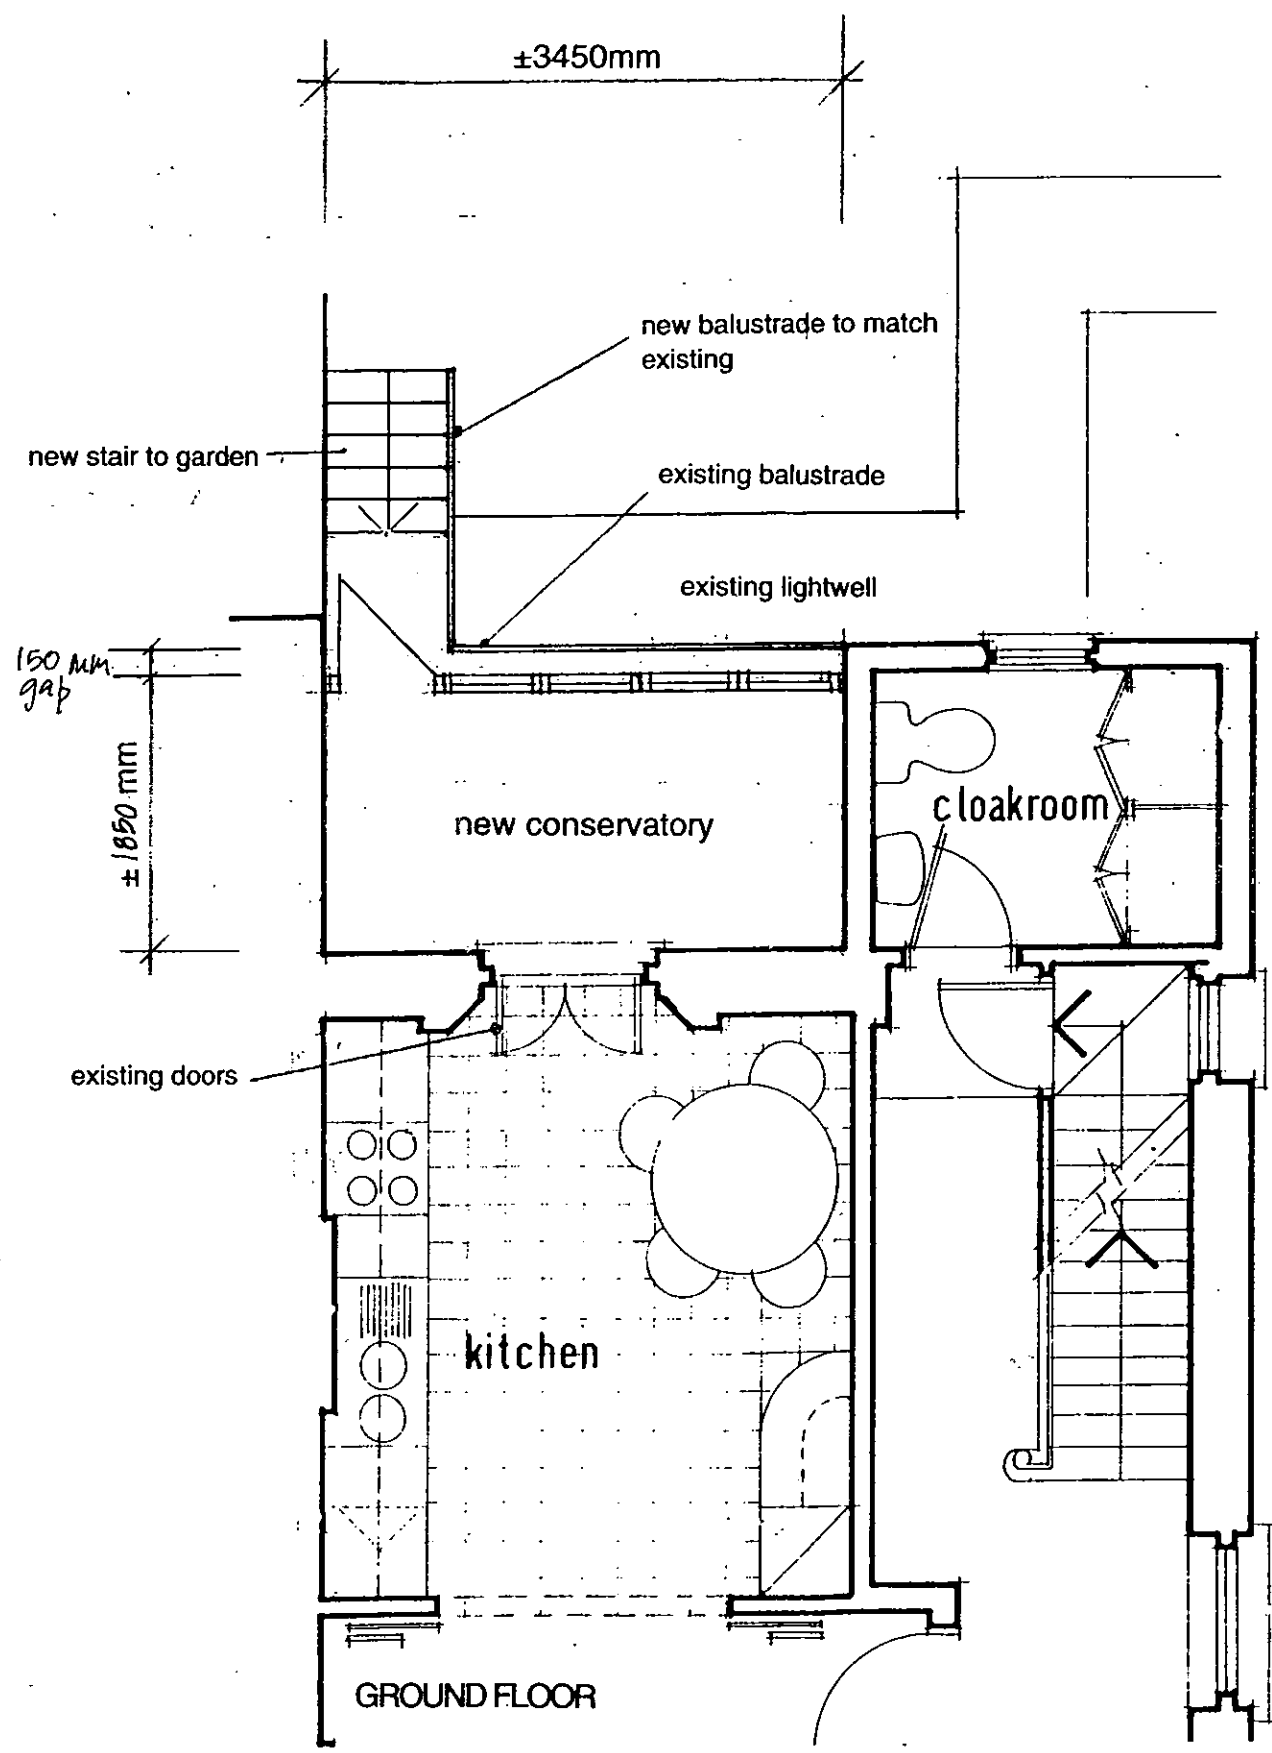 ±3450mm
new balustrade to match
existing
new stair to garden
existing balustrade
existing lightwell
150 mm
gap
±1850 mm
new conservatory
cloakroom
existing doors
kitchen
GROUND FLOOR